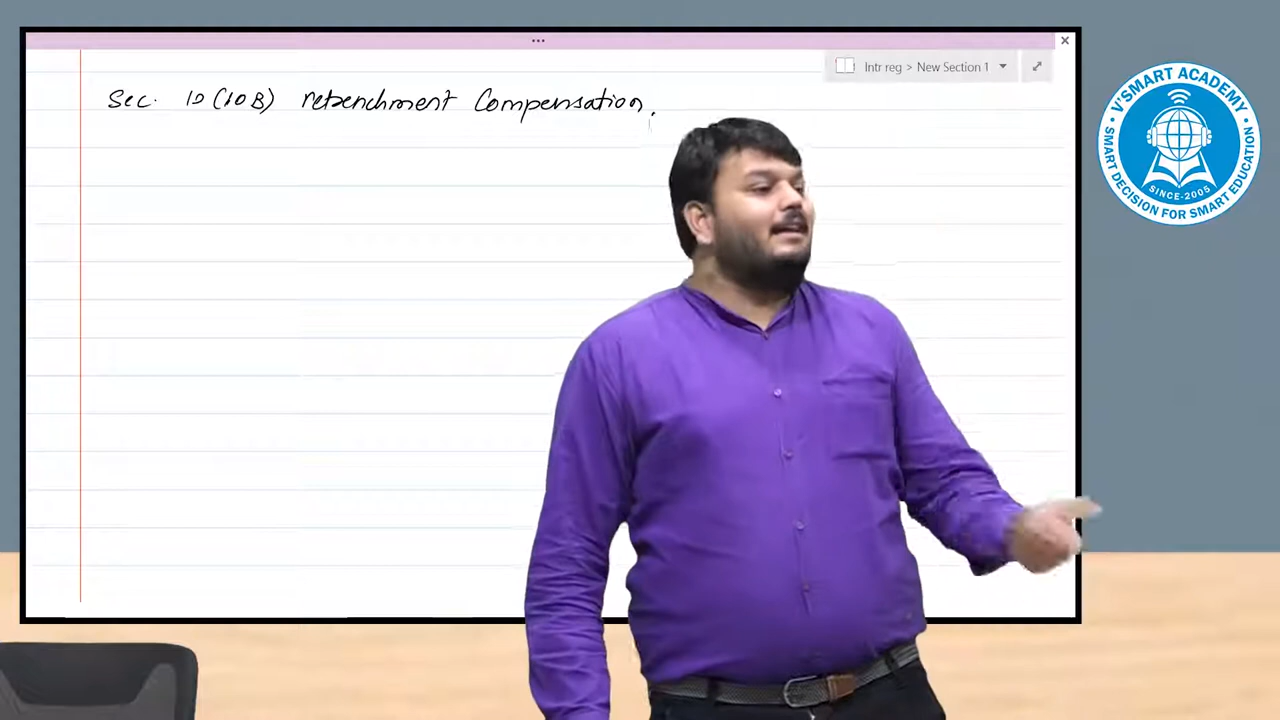 Intr reg > New Section 1
Sec. 10(10B) retrenchment Compensation.
V'SMART ACADEMY
SINCE-2005
SMART DECISION FOR SMART EDUCATION